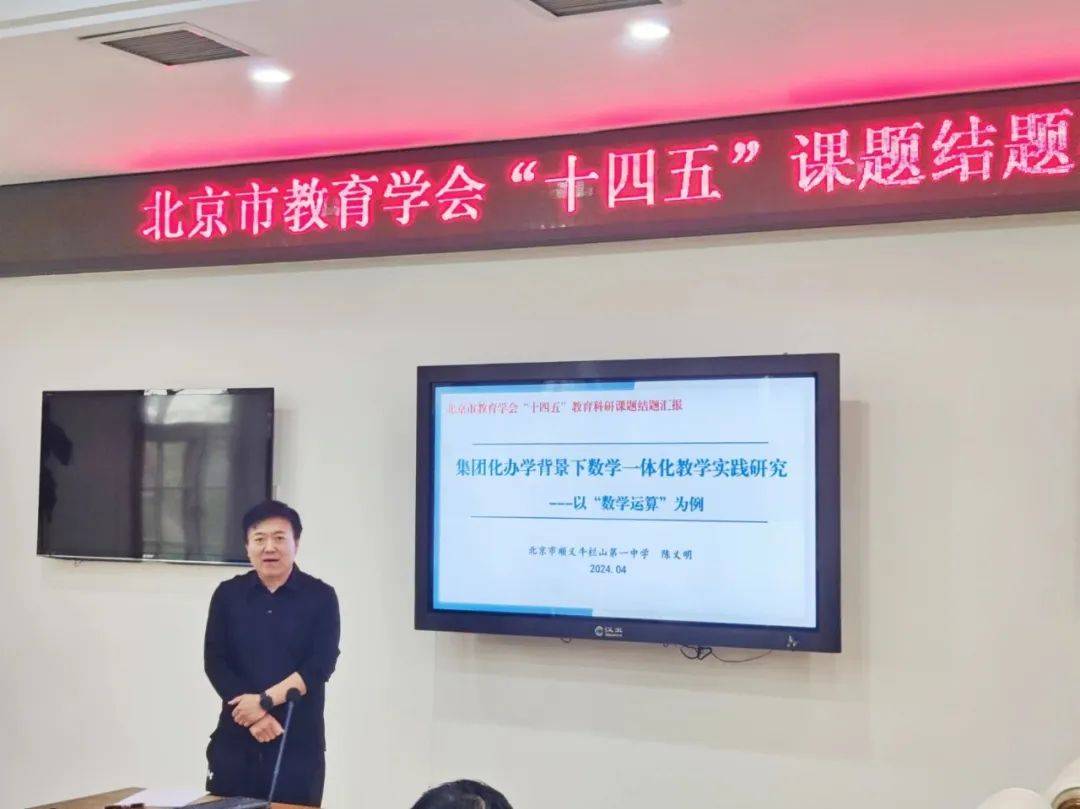 北京市教育学会“十四五”课题结题
北京市教育学会“十四五”教育科研课题结题汇报
集团化办学背景下数学一体化教学实践研究
---以“数学运算”为例
北京市顺义牛栏山第一中学 陈义明
2024.04